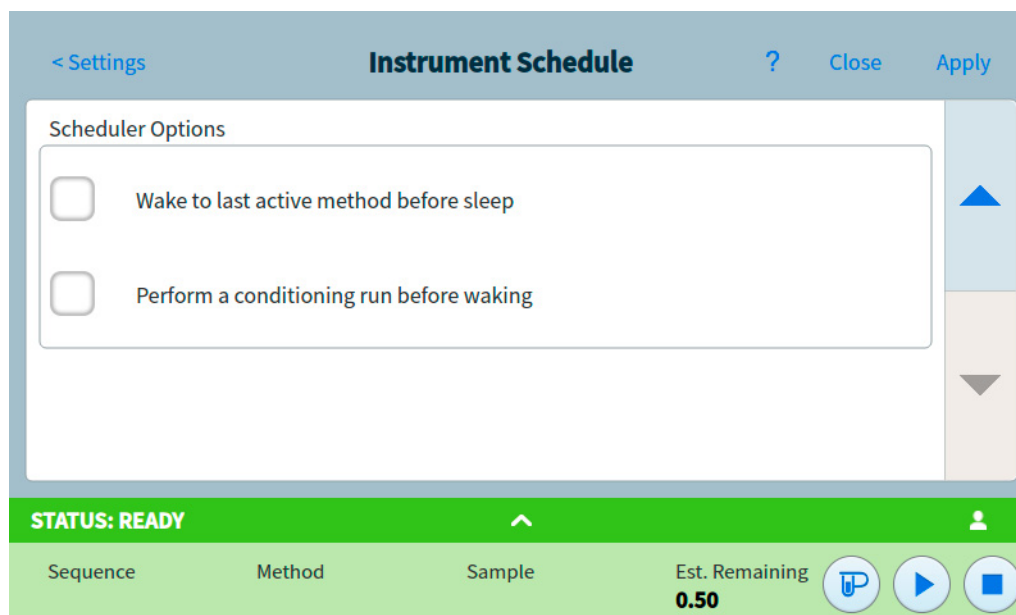 < Settings Instrument Schedule ? Close Apply
Scheduler Options
Wake to last active method before sleep
Perform a conditioning run before waking
STATUS: READY
Sequence Method Sample Est. Remaining
0.50